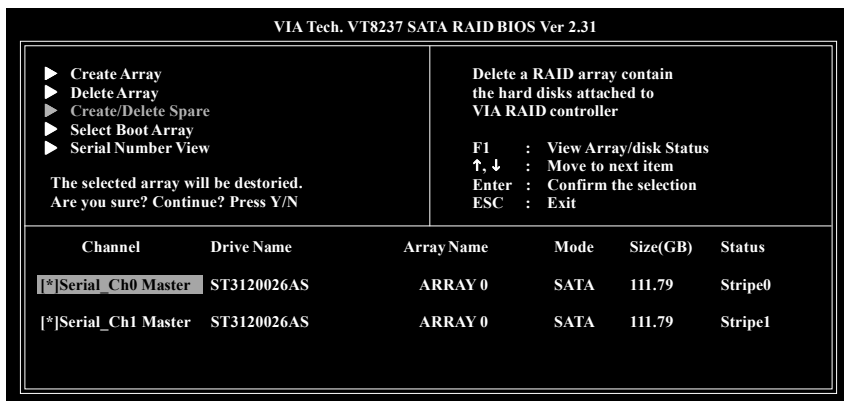 VIA Tech. VT8237 SATA RAID BIOS Ver 2.31
Create Array
Delete Array
Create/Delete Spare
Select Boot Array
Serial Number View
The selected array will be destoried.
Are you sure? Continue? Press Y/N
Delete a RAID array contain
the hard disks attached to
VIA RAID controller
F1 : View Array/disk Status
↑, ↓ : Move to next item
Enter : Confirm the selection
ESC : Exit
Channel Drive Name Array Name Mode Size(GB) Status
[*]Serial_Ch0 Master ST3120026AS ARRAY 0 SATA 111.79 Stripe0
[*]Serial_Ch1 Master ST3120026AS ARRAY 0 SATA 111.79 Stripe1